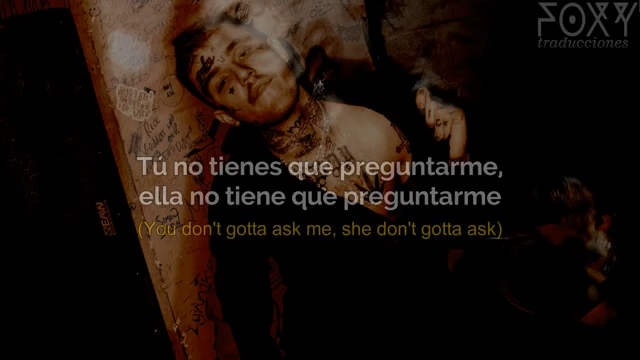 FOXY
traducciones
Tú no tienes que preguntarme,
ella no tiene que preguntarme
(You don't gotta ask me, she don't gotta ask)